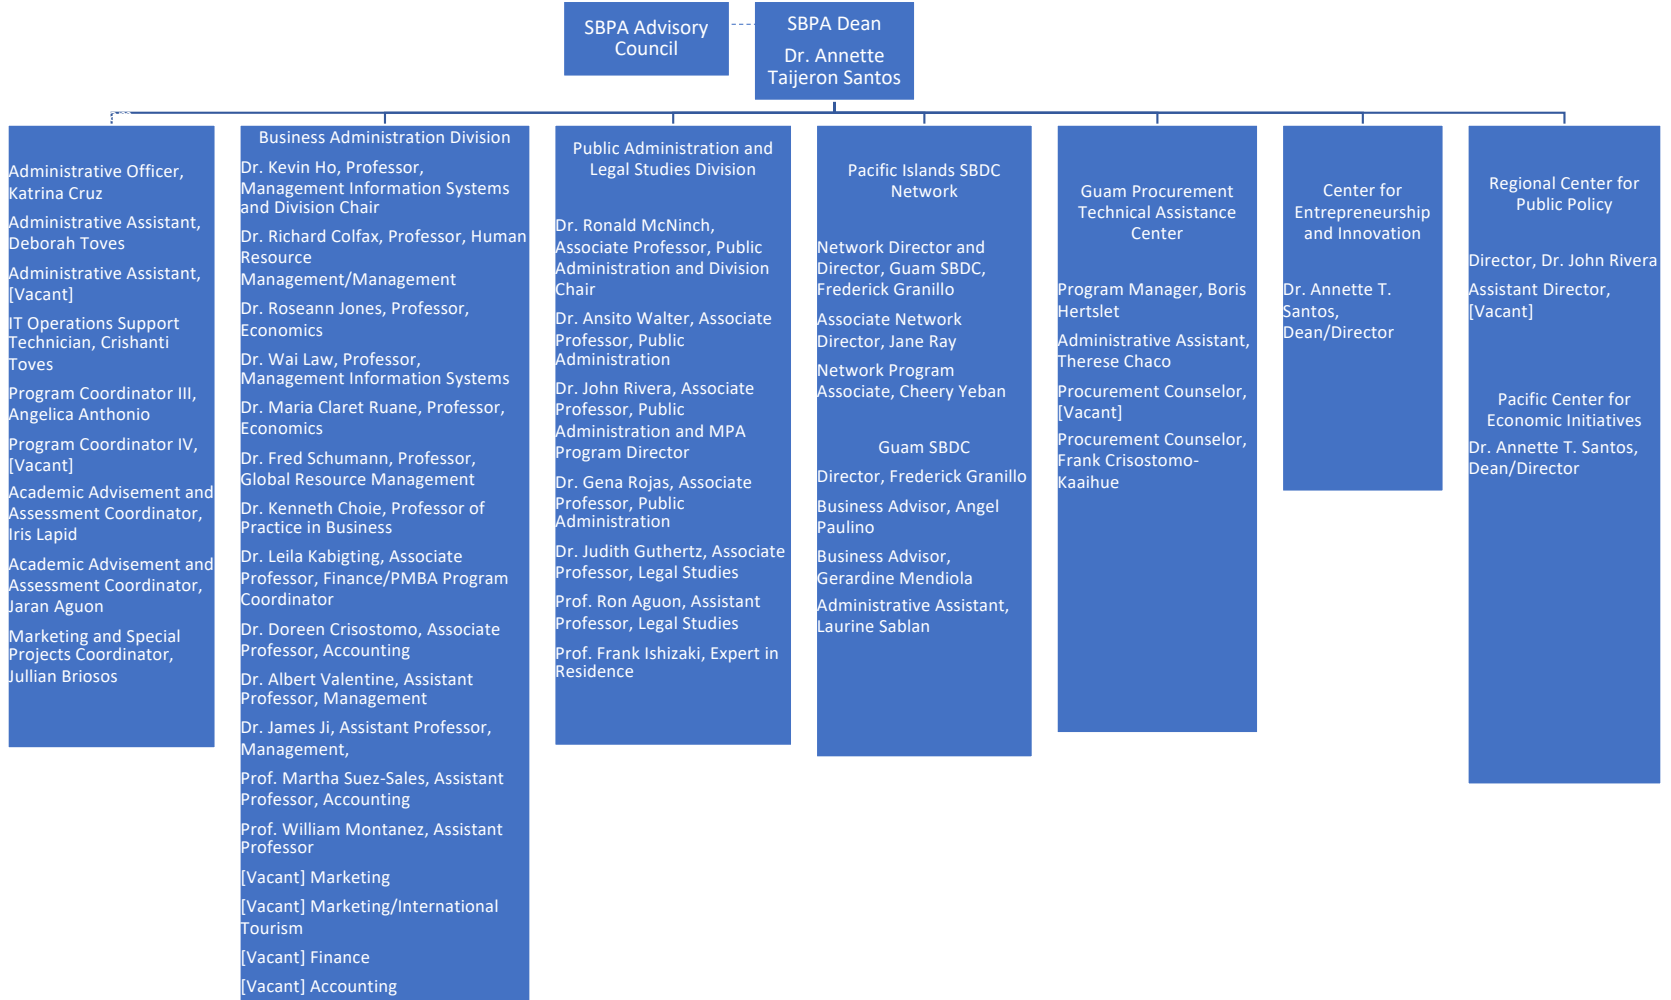 SBPA Advisory
Council
SBPA Dean
Dr. Annette
Taijeron Santos
Administrative Officer,
Katrina Cruz
Administrative Assistant,
Deborah Toves
Administrative Assistant,
[Vacant]
IT Operations Support
Technician, Crishanti
Toves
Program Coordinator III,
Angelica Anthonio
Program Coordinator IV,
[Vacant]
Academic Advisement and
Assessment Coordinator,
Iris Lapid
Academic Advisement and
Assessment Coordinator,
Jaran Aguon
Marketing and Special
Projects Coordinator,
Jullian Briosos
Business Administration Division
Dr. Kevin Ho, Professor,
Management Information Systems
and Division Chair
Dr. Richard Colfax, Professor, Human
Resource
Management/Management
Dr. Roseann Jones, Professor,
Economics
Dr. Wai Law, Professor,
Management Information Systems
Dr. Maria Claret Ruane, Professor,
Economics
Dr. Fred Schumann, Professor,
Global Resource Management
Dr. Kenneth Choie, Professor of
Practice in Business
Dr. Leila Kabigting, Associate
Professor, Finance/PMBA Program
Coordinator
Dr. Doreen Crisostomo, Associate
Professor, Accounting
Dr. Albert Valentine, Assistant
Professor, Management
Dr. James Ji, Assistant Professor,
Management,
Prof. Martha Suez-Sales, Assistant
Professor, Accounting
Prof. William Montanez, Assistant
Professor
[Vacant] Marketing
[Vacant] Marketing/International
Tourism
[Vacant] Finance
[Vacant] Accounting
Public Administration and
Legal Studies Division
Dr. Ronald McNinch,
Associate Professor, Public
Administration and Division
Chair
Dr. Ansito Walter, Associate
Professor, Public
Administration
Dr. John Rivera, Associate
Professor, Public
Administration and MPA
Program Director
Dr. Gena Rojas, Associate
Professor, Public
Administration
Dr. Judith Guthertz, Associate
Professor, Legal Studies
Prof. Ron Aguon, Assistant
Professor, Legal Studies
Prof. Frank Ishizaki, Expert in
Residence
Pacific Islands SBDC
Network
Network Director and
Director, Guam SBDC,
Frederick Granillo
Associate Network
Director, Jane Ray
Network Program
Associate, Cheery Yeban
Guam SBDC
Director, Frederick Granillo
Business Advisor, Angel
Paulino
Business Advisor,
Gerardine Mendiola
Administrative Assistant,
Laurine Sablan
Guam Procurement
Technical Assistance
Center
Program Manager, Boris
Hertslet
Administrative Assistant,
Therese Chaco
Procurement Counselor,
[Vacant]
Procurement Counselor,
Frank Crisostomo-
Kaaihue
Center for
Entrepreneurship
and Innovation
Dr. Annette T.
Santos,
Dean/Director
Regional Center for
Public Policy
Director, Dr. John Rivera
Assistant Director,
[Vacant]
Pacific Center for
Economic Initiatives
Dr. Annette T. Santos,
Dean/Director